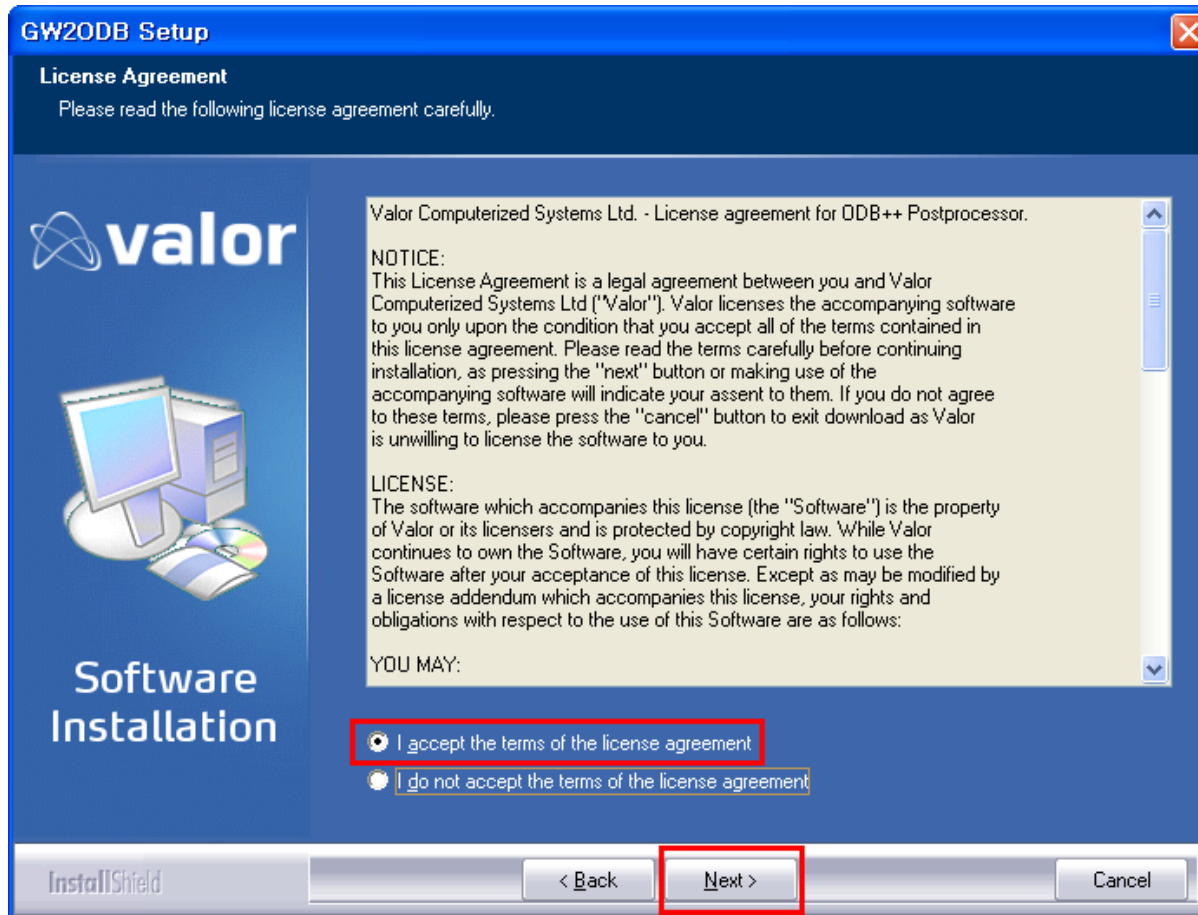 GW2ODB Setup
License Agreement
Please read the following license agreement carefully.
valor
Valor Computerized Systems Ltd. - License agreement for ODB++ Postprocessor.
NOTICE:
This License Agreement is a legal agreement between you and Valor
Computerized Systems Ltd ("Valor"). Valor licenses the accompanying software
to you only upon the condition that you accept all of the terms contained in
this license agreement. Please read the terms carefully before continuing
installation, as pressing the "next" button or making use of the
accompanying software will indicate your assent to them. If you do not agree
to these terms, please press the "cancel" button to exit download as Valor
is unwilling to license the software to you.
LICENSE:
The software which accompanies this license (the "Software") is the property
of Valor or its licensers and is protected by copyright law. While Valor
continues to own the Software, you will have certain rights to use the
Software after your acceptance of this license. Except as may be modified by
a license addendum which accompanies this license, your rights and
obligations with respect to the use of this Software are as follows:
YOU MAY:
Software
Installation
I accept the terms of the license agreement
I do not accept the terms of the license agreement
InstallShield
< Back
Next >
Cancel